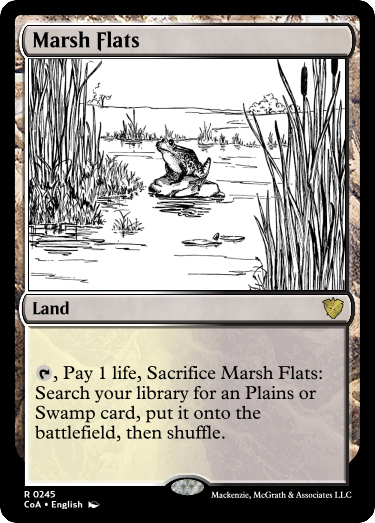 Marsh Flats
Land
, Pay 1 life, Sacrifice Marsh Flats:
Search your library for an Plains or
Swamp card, put it onto the
battlefield, then shuffle.
R 0245
CoA • English
Mackenzie, McGrath & Associates LLC